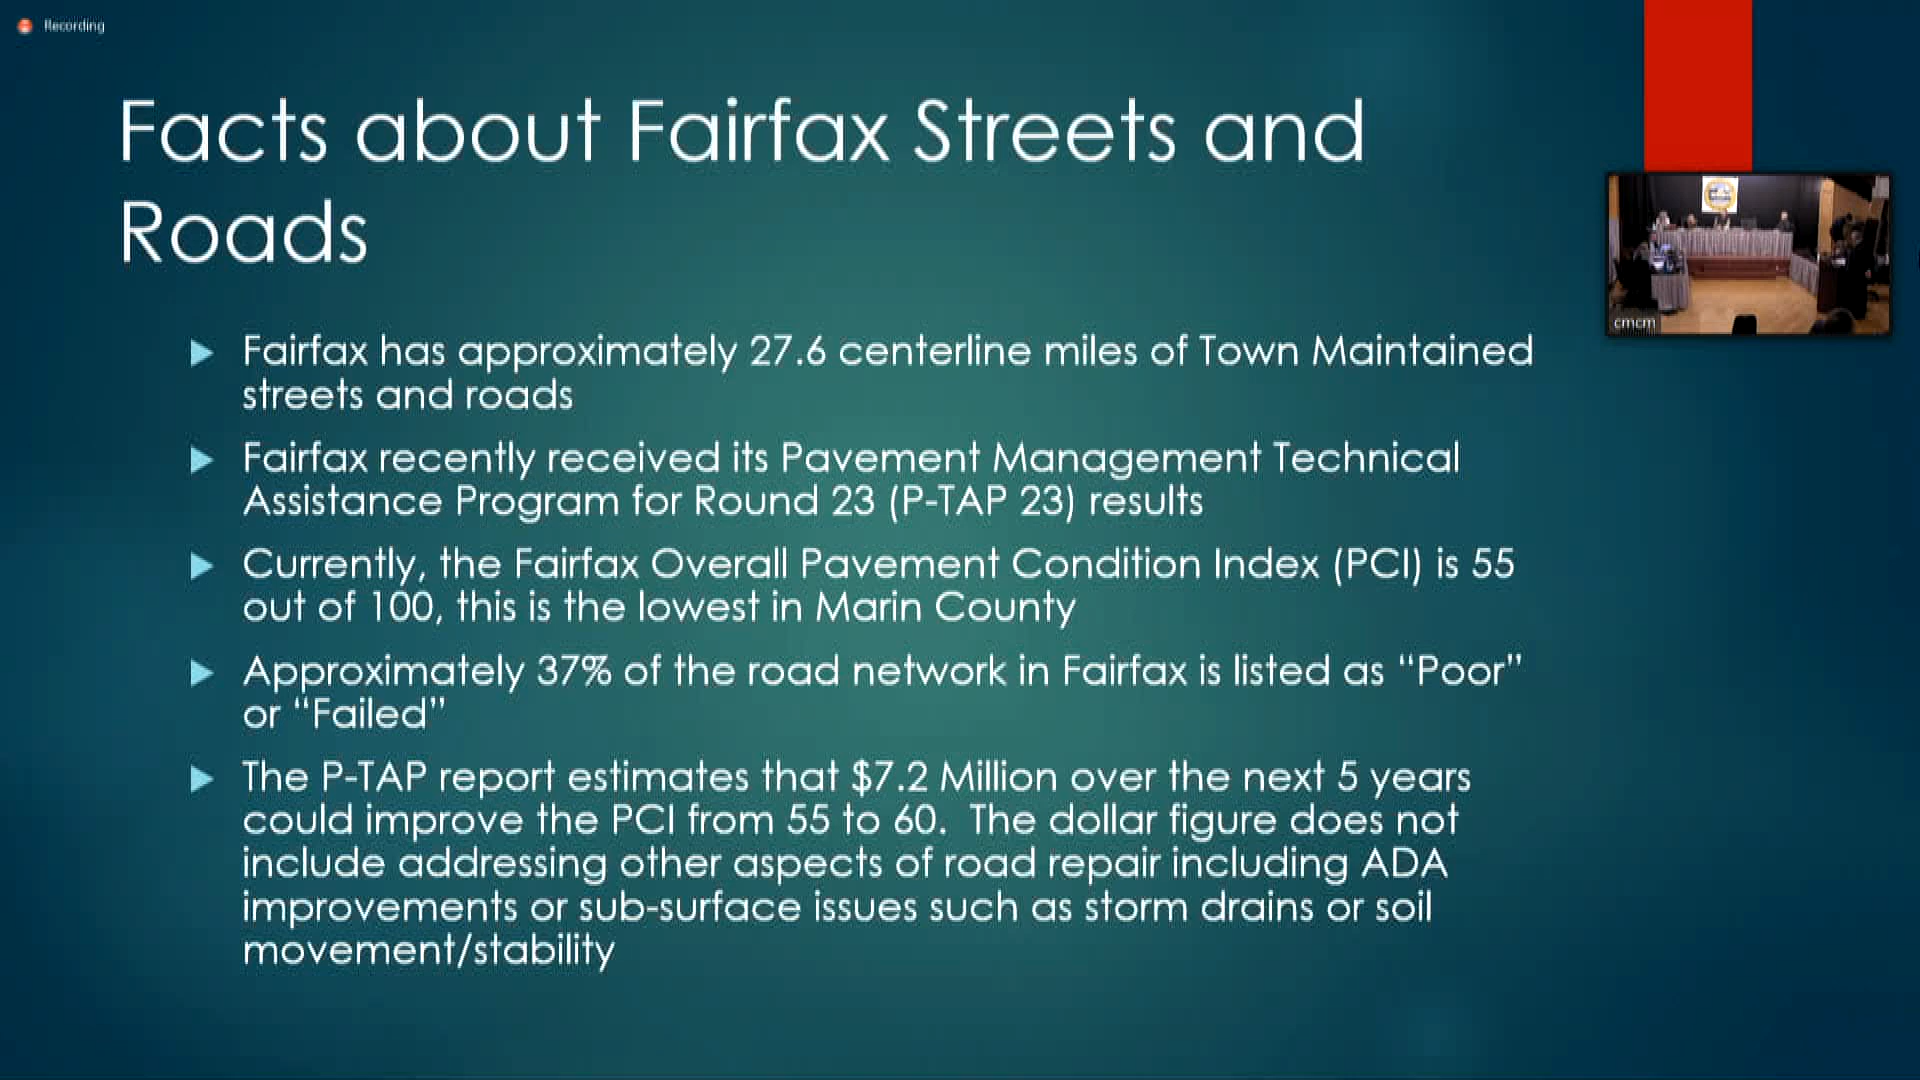 Recording
Facts about Fairfax Streets and
Roads
Fairfax has approximately 27.6 centerline miles of Town Maintained
streets and roads
Fairfax recently received its Pavement Management Technical
Assistance Program for Round 23 (P-TAP 23) results
Currently, the Fairfax Overall Pavement Condition Index (PCI) is 55
out of 100, this is the lowest in Marin County
Approximately 37% of the road network in Fairfax is listed as “Poor”
or “Failed”
The P-TAP report estimates that $7.2 Million over the next 5 years
could improve the PCI from 55 to 60.  The dollar figure does not
include addressing other aspects of road repair including ADA
improvements or sub-surface issues such as storm drains or soil
movement/stability
cmcm